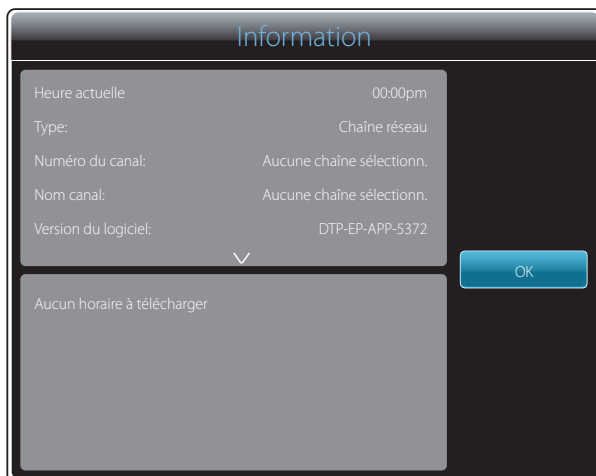 Information
Heure actuelle 00:00pm
Type: Chaîne réseau
Numéro du canal: Aucune chaîne sélectionn.
Nom canal: Aucune chaîne sélectionn.
Version du logiciel: DTP-EP-APP-5372
OK
Aucun horaire à télécharger